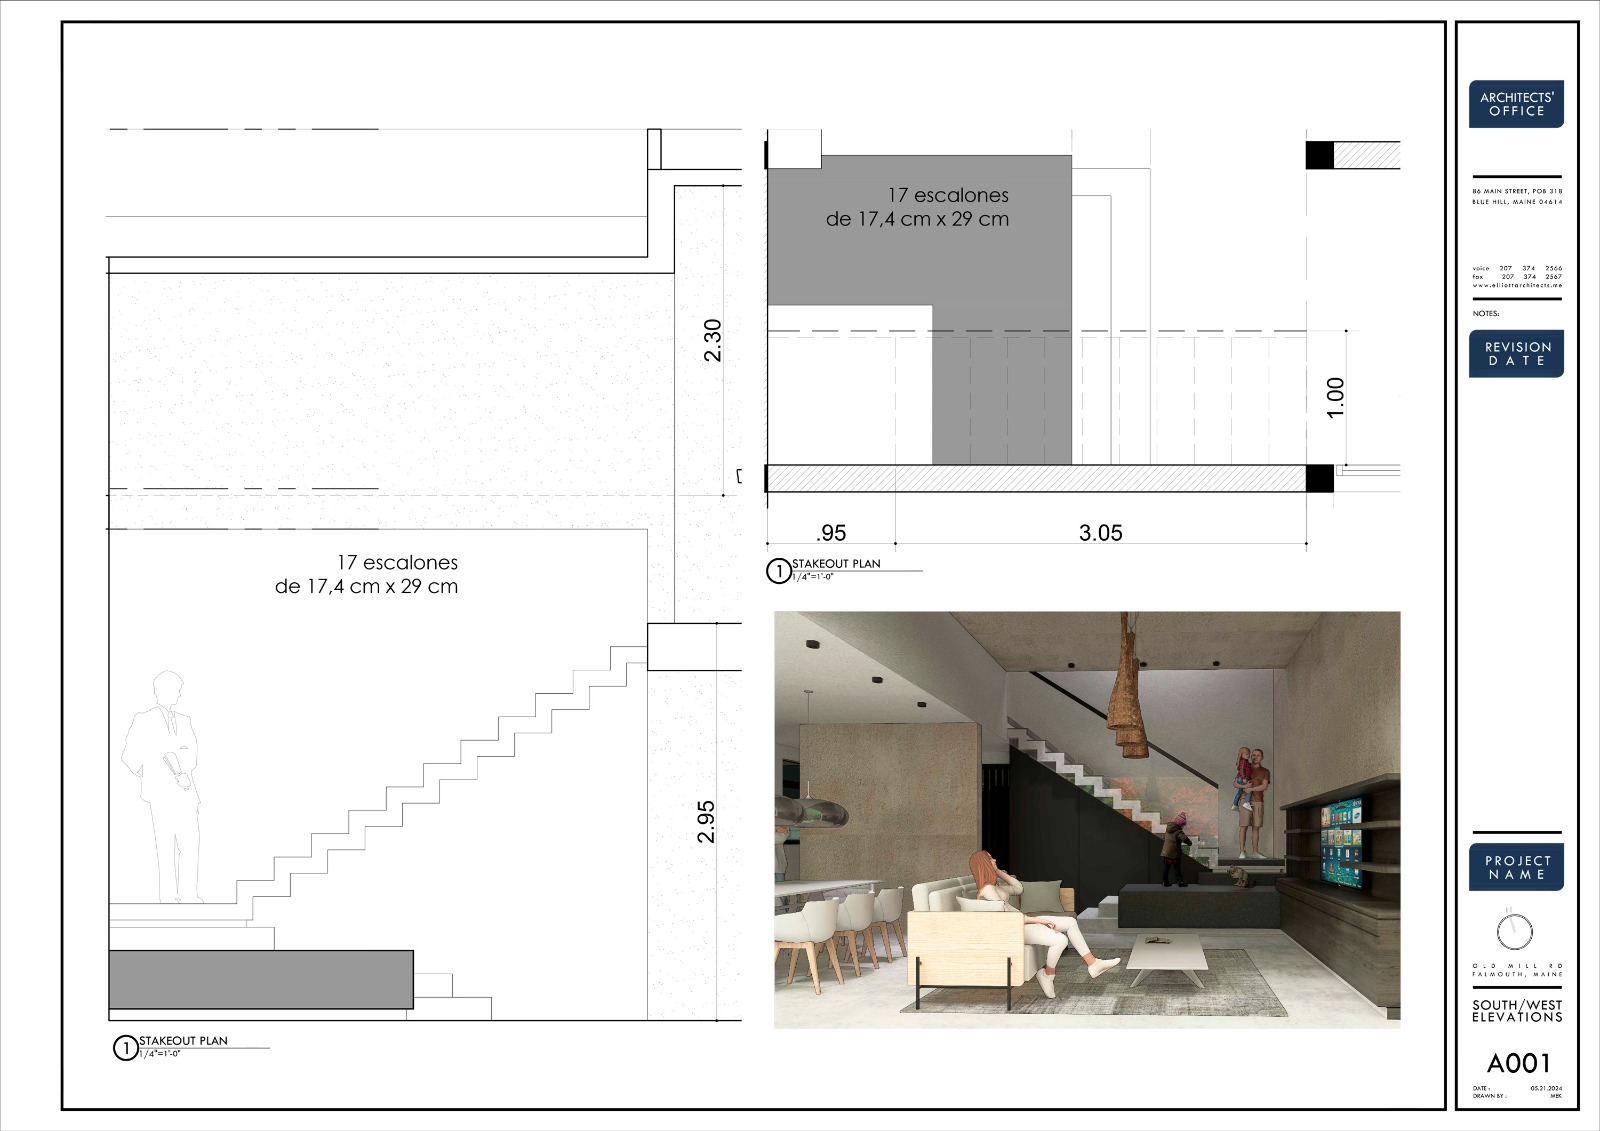 17 escalones
de 17,4 cm x 29 cm
2.30
2.95
1
STAKEOUT PLAN
1/4"=1'-0"
17 escalones
de 17,4 cm x 29 cm
1.00
.95
3.05
1
STAKEOUT PLAN
1/4"=1'-0"
ARCHITECTS'
OFFICE
86 MAIN STREET, POB 318
BLUE HILL, MAINE 04614
voice 207 374 2566
fax 207 374 2567
www.elliottarchitects.me
NOTES:
REVISION
DATE
PROJECT
NAME
OLD MILL RD
FALMOUTH, MAINE
SOUTH/WEST
ELEVATIONS
A001
DATE : 05.21.2024
DRAWN BY : MEK